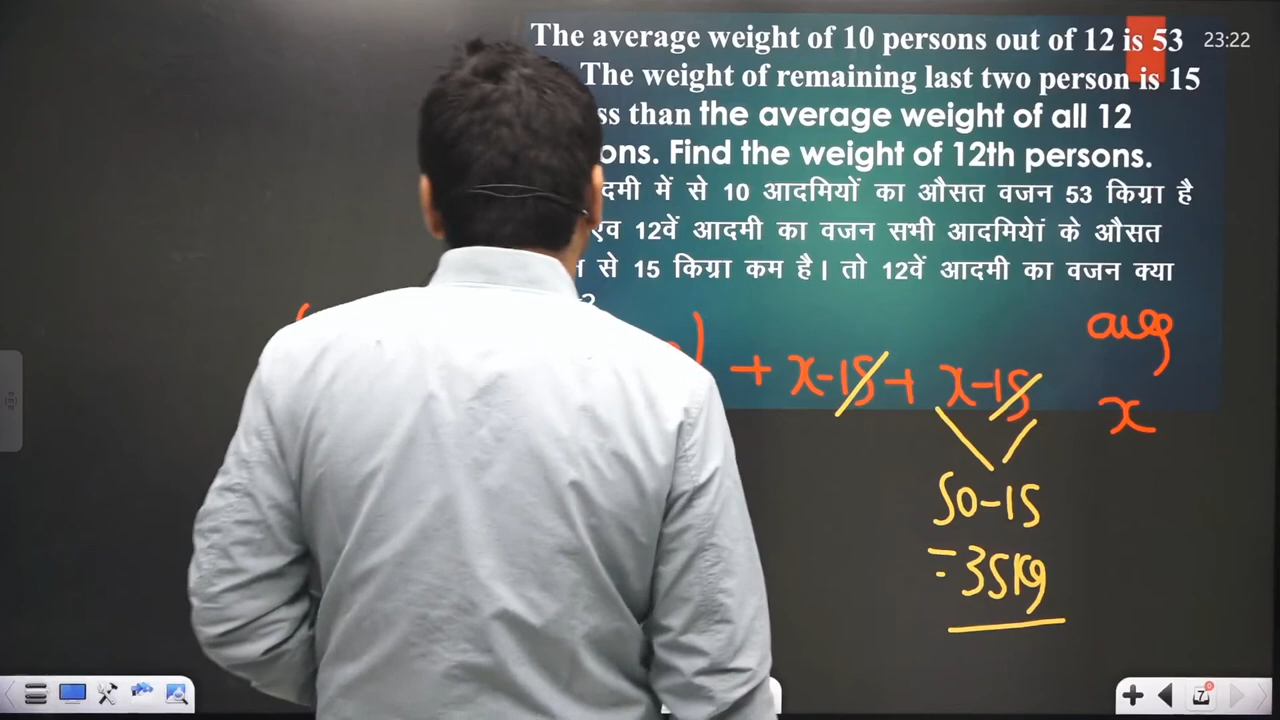 The average weight of 10 persons out of 12 is 53
23:22
The weight of remaining last two person is 15
ss than the average weight of all 12
ons. Find the weight of 12th persons.
दमी में से 10 आदमियों का औसत वजन 53 किग्रा है
एव 12वें आदमी का वजन सभी आदमियेां के औसत
न से 15 किग्रा कम है। तो 12वें आदमी का वजन क्या
?
avg
( ) + x-15 + x-15
x
50-15
=35kg
7